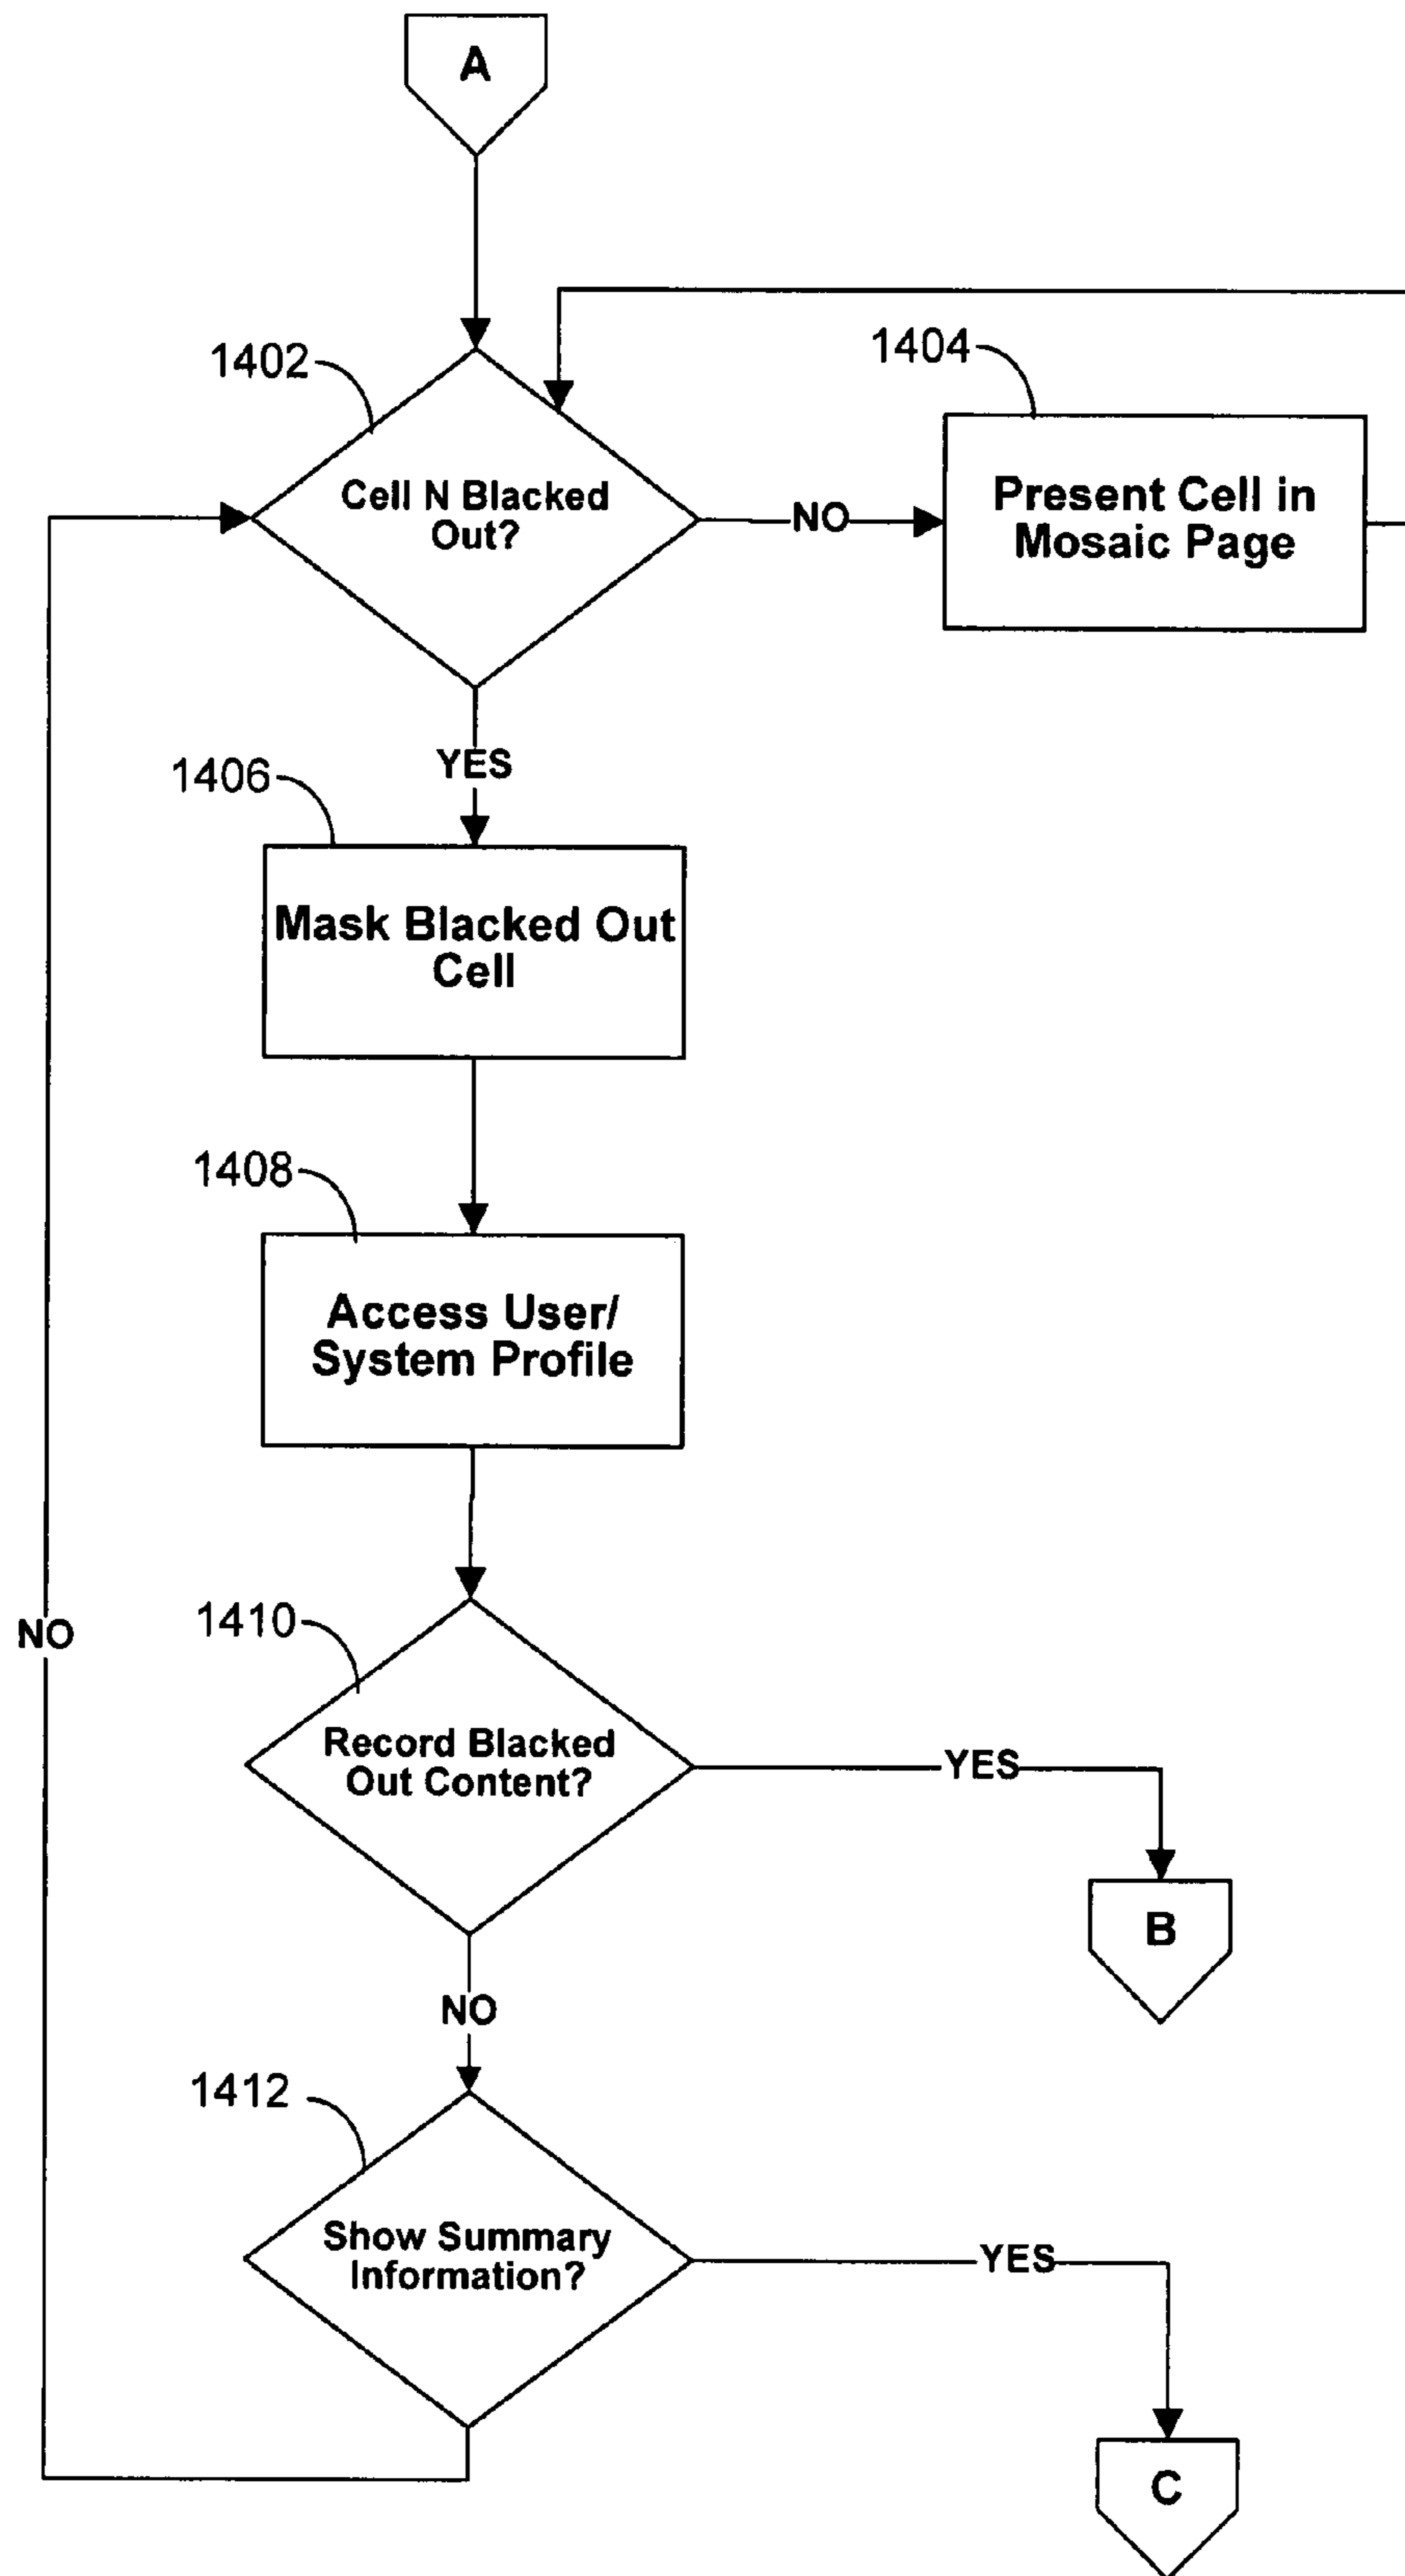 A
1402
1404
Cell N Blacked
Out?
NO
Present Cell in
Mosaic Page
YES
1406
Mask Blacked Out
Cell
1408
Access User/
System Profile
NO
1410
Record Blacked
Out Content?
YES
B
NO
1412
Show Summary
Information?
YES
C